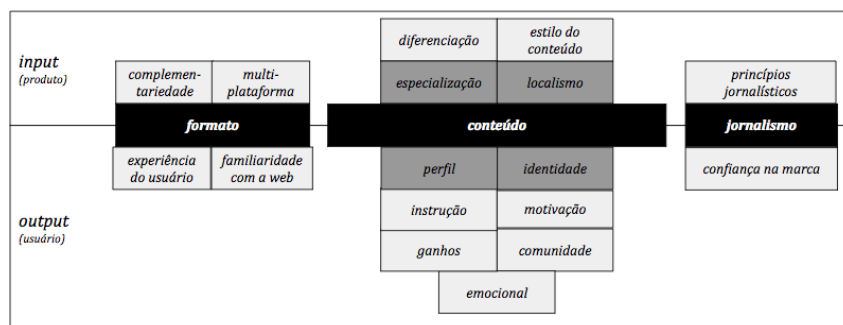 diferenciação
estilo do
conteúdo
input
(produto)
complemen-
tariedade
multi-
plataforma
especialização
localismo
princípios
jornalísticos
formato
conteúdo
jornalismo
experiência
do usuário
familiaridade
com a web
perfil
identidade
confiança na marca
output
(usuário)
instrução
motivação
ganhos
comunidade
emocional